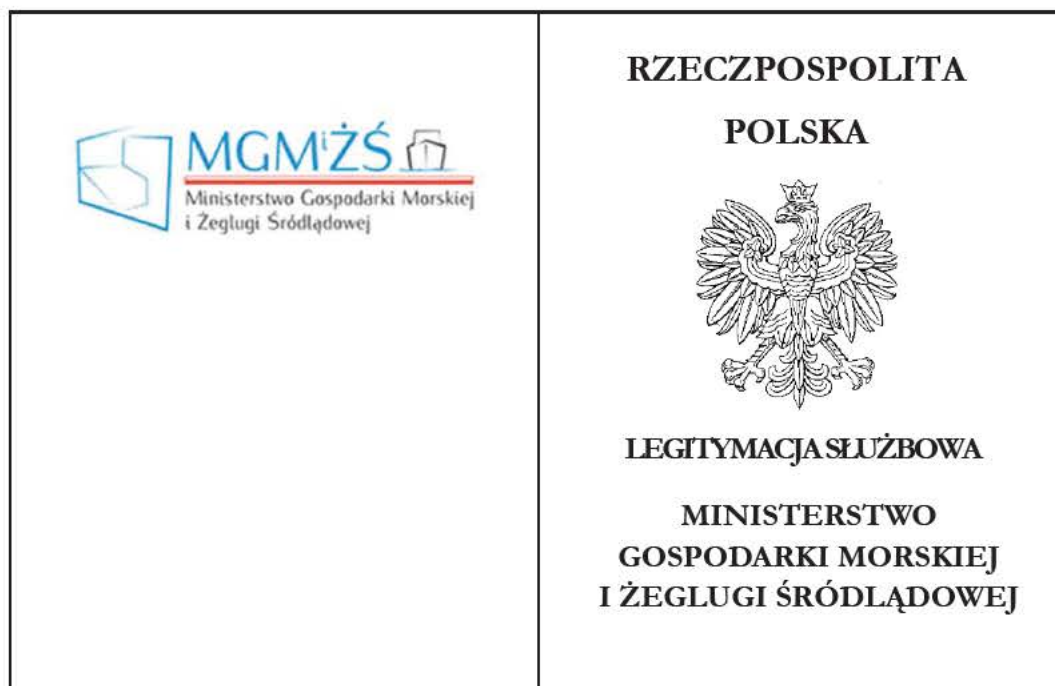 MGMiŻŚ
Ministerstwo Gospodarki Morskiej
i Żeglugi Śródlądowej
RZECZPOSPOLITA
POLSKA
LEGITYMACJA SŁUŻBOWA
MINISTERSTWO
GOSPODARKI MORSKIEJ
I ŻEGLUGI ŚRÓDLĄDOWEJ